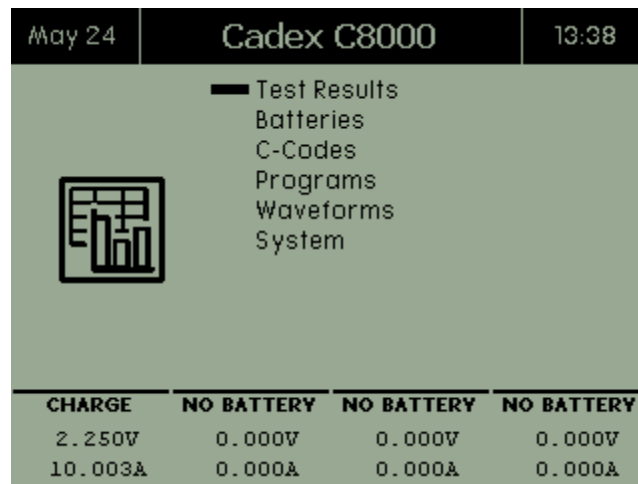 May 24 Cadex C8000 13:38
Test Results
Batteries
C-Codes
Programs
Waveforms
System
CHARGE NO BATTERY NO BATTERY NO BATTERY
2.250V 0.000V 0.000V 0.000V
10.003A 0.000A 0.000A 0.000A